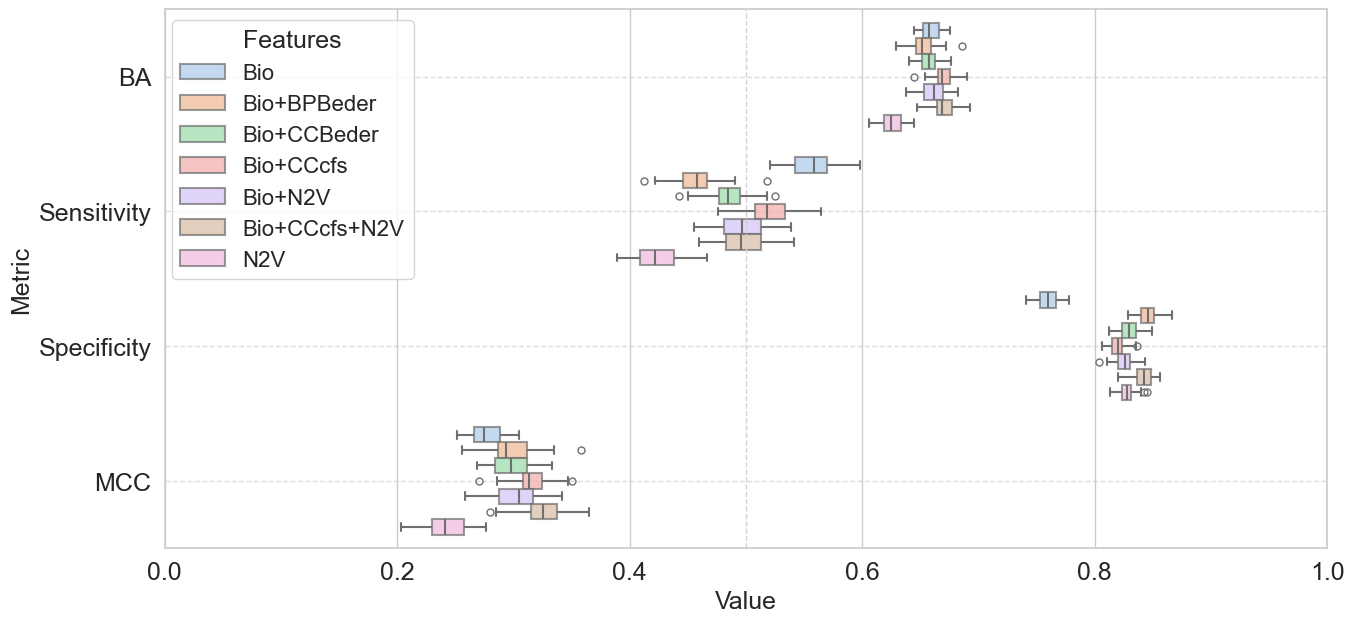 Features
Bio
Bio+BPBeder
Bio+CCBeder
Bio+CCcfs
Bio+N2V
Bio+CCcfs+N2V
N2V
BA
Sensitivity
Specificity
MCC
Metric
0.0 0.2 0.4 0.6 0.8 1.0
Value